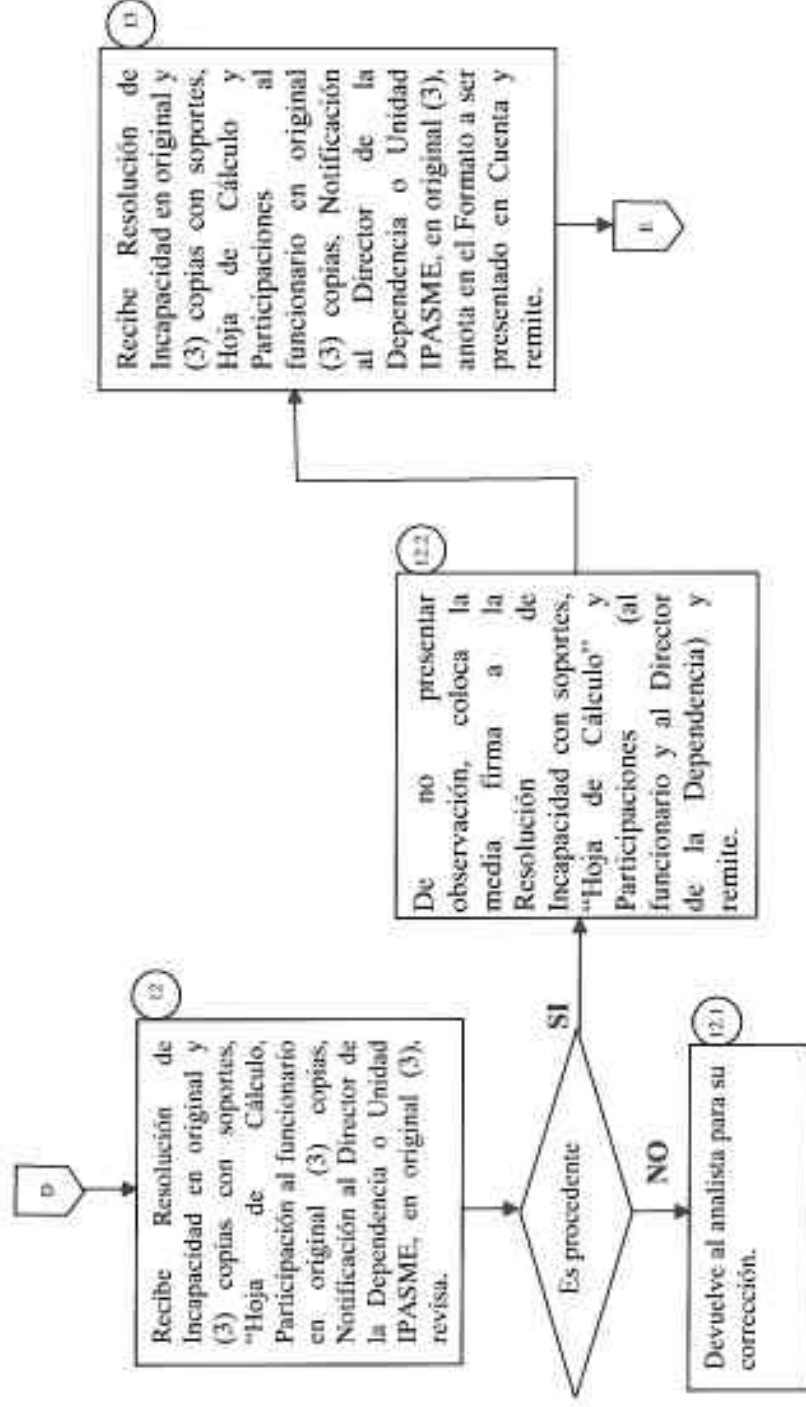 D
12
Recibe Resolución de
Incapacidad en original y
(3) copias con soportes,
“Hoja de Cálculo,
Participación al funcionario
en original (3) copias,
Notificación al Director de
la Dependencia o Unidad
IPASME, en original (3),
revisa.
Es procedente
SI
NO
12.1
Devuelve al analista para su
corrección.
12.2
De no presentar
observación, coloca la
media firma a la
Resolución de
Incapacidad con soportes,
“Hoja de Cálculo” y
Participaciones (al
funcionario y al Director
de la Dependencia) y
remite.
13
Recibe Resolución de
Incapacidad en original y
(3) copias con soportes,
Hoja de Cálculo y
Participaciones al
funcionario en original
(3) copias, Notificación
al Director de la
Dependencia o Unidad
IPASME, en original (3),
anota en el Formato a ser
presentado en Cuenta y
remite.
E